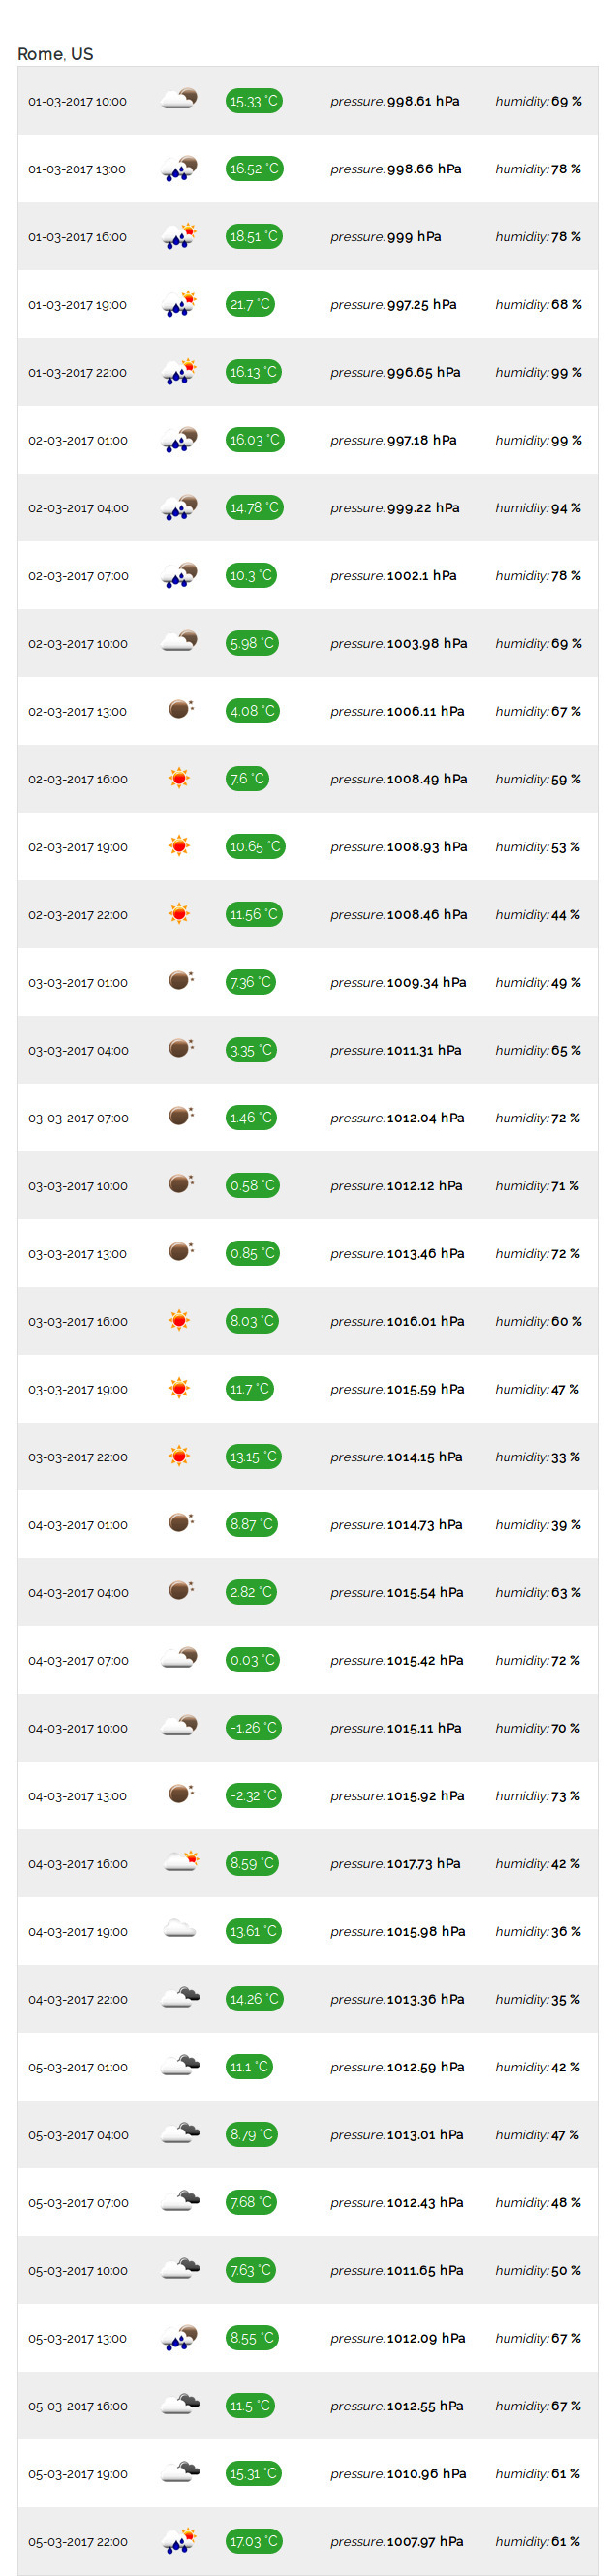 Rome, US
01-03-2017 10:00 15.33 °C pressure: 998.61 hPa humidity: 69 %
01-03-2017 13:00 16.52 °C pressure: 998.66 hPa humidity: 78 %
01-03-2017 16:00 18.51 °C pressure: 999 hPa humidity: 78 %
01-03-2017 19:00 21.7 °C pressure: 997.25 hPa humidity: 68 %
01-03-2017 22:00 16.13 °C pressure: 996.65 hPa humidity: 99 %
02-03-2017 01:00 16.03 °C pressure: 997.18 hPa humidity: 99 %
02-03-2017 04:00 14.78 °C pressure: 999.22 hPa humidity: 94 %
02-03-2017 07:00 10.3 °C pressure: 1002.1 hPa humidity: 78 %
02-03-2017 10:00 5.98 °C pressure: 1003.98 hPa humidity: 69 %
02-03-2017 13:00 4.08 °C pressure: 1006.11 hPa humidity: 67 %
02-03-2017 16:00 7.6 °C pressure: 1008.49 hPa humidity: 59 %
02-03-2017 19:00 10.65 °C pressure: 1008.93 hPa humidity: 53 %
02-03-2017 22:00 11.56 °C pressure: 1008.46 hPa humidity: 44 %
03-03-2017 01:00 7.36 °C pressure: 1009.34 hPa humidity: 49 %
03-03-2017 04:00 3.35 °C pressure: 1011.31 hPa humidity: 65 %
03-03-2017 07:00 1.46 °C pressure: 1012.04 hPa humidity: 72 %
03-03-2017 10:00 0.58 °C pressure: 1012.12 hPa humidity: 71 %
03-03-2017 13:00 0.85 °C pressure: 1013.46 hPa humidity: 72 %
03-03-2017 16:00 8.03 °C pressure: 1016.01 hPa humidity: 60 %
03-03-2017 19:00 11.7 °C pressure: 1015.59 hPa humidity: 47 %
03-03-2017 22:00 13.15 °C pressure: 1014.15 hPa humidity: 33 %
04-03-2017 01:00 8.87 °C pressure: 1014.73 hPa humidity: 39 %
04-03-2017 04:00 2.82 °C pressure: 1015.54 hPa humidity: 63 %
04-03-2017 07:00 0.03 °C pressure: 1015.42 hPa humidity: 72 %
04-03-2017 10:00 -1.26 °C pressure: 1015.11 hPa humidity: 70 %
04-03-2017 13:00 -2.32 °C pressure: 1015.92 hPa humidity: 73 %
04-03-2017 16:00 8.59 °C pressure: 1017.73 hPa humidity: 42 %
04-03-2017 19:00 13.61 °C pressure: 1015.98 hPa humidity: 36 %
04-03-2017 22:00 14.26 °C pressure: 1013.36 hPa humidity: 35 %
05-03-2017 01:00 11.1 °C pressure: 1012.59 hPa humidity: 42 %
05-03-2017 04:00 8.79 °C pressure: 1013.01 hPa humidity: 47 %
05-03-2017 07:00 7.68 °C pressure: 1012.43 hPa humidity: 48 %
05-03-2017 10:00 7.63 °C pressure: 1011.65 hPa humidity: 50 %
05-03-2017 13:00 8.55 °C pressure: 1012.09 hPa humidity: 67 %
05-03-2017 16:00 11.5 °C pressure: 1012.55 hPa humidity: 67 %
05-03-2017 19:00 15.31 °C pressure: 1010.96 hPa humidity: 61 %
05-03-2017 22:00 17.03 °C pressure: 1007.97 hPa humidity: 61 %